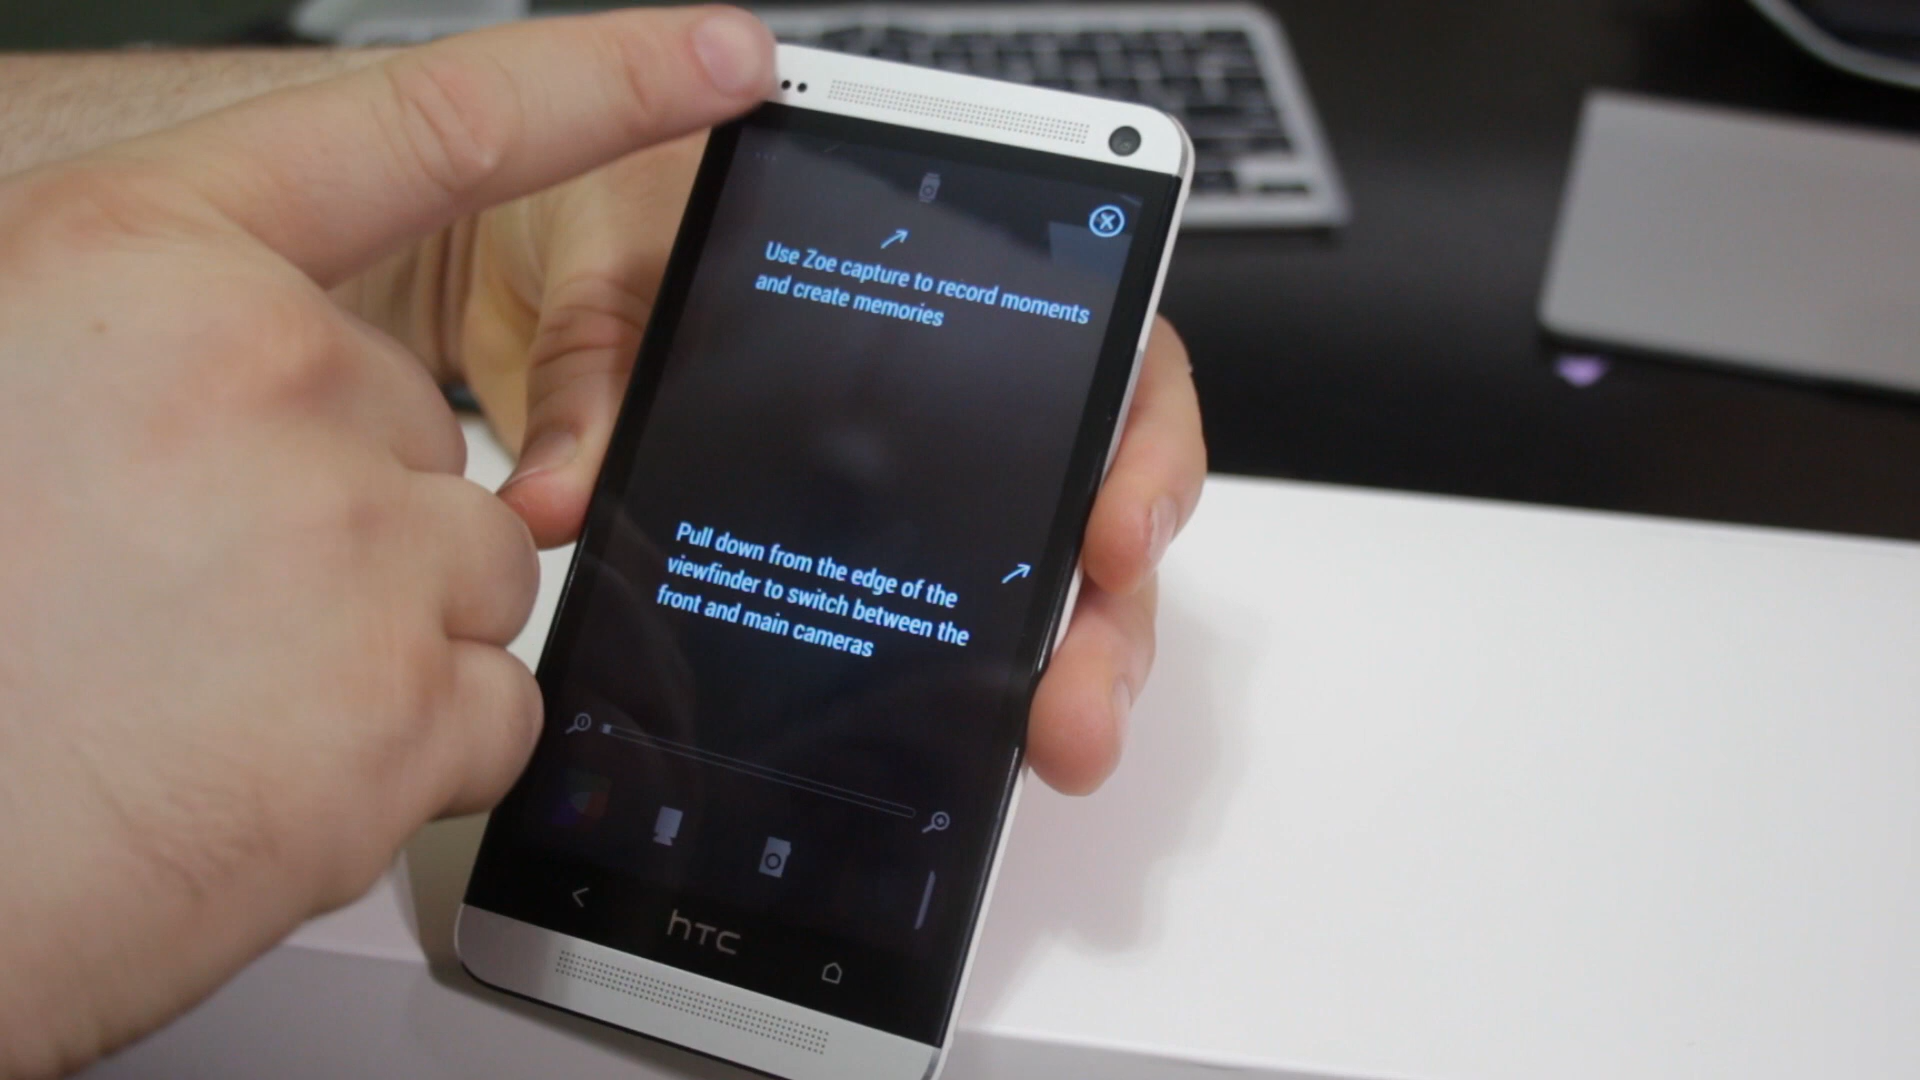 Use Zoe capture to record moments
and create memories
Pull down from the edge of the
viewfinder to switch between the
front and main cameras
hTC